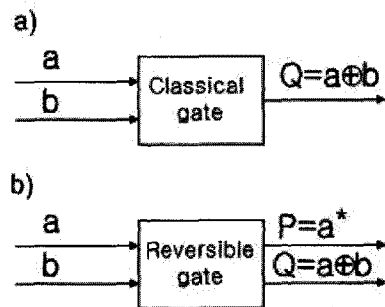 a)
a
b
Classical
gate
Q=a⊕b
b)
a
b
Reversible
gate
P=a*
Q=a⊕b